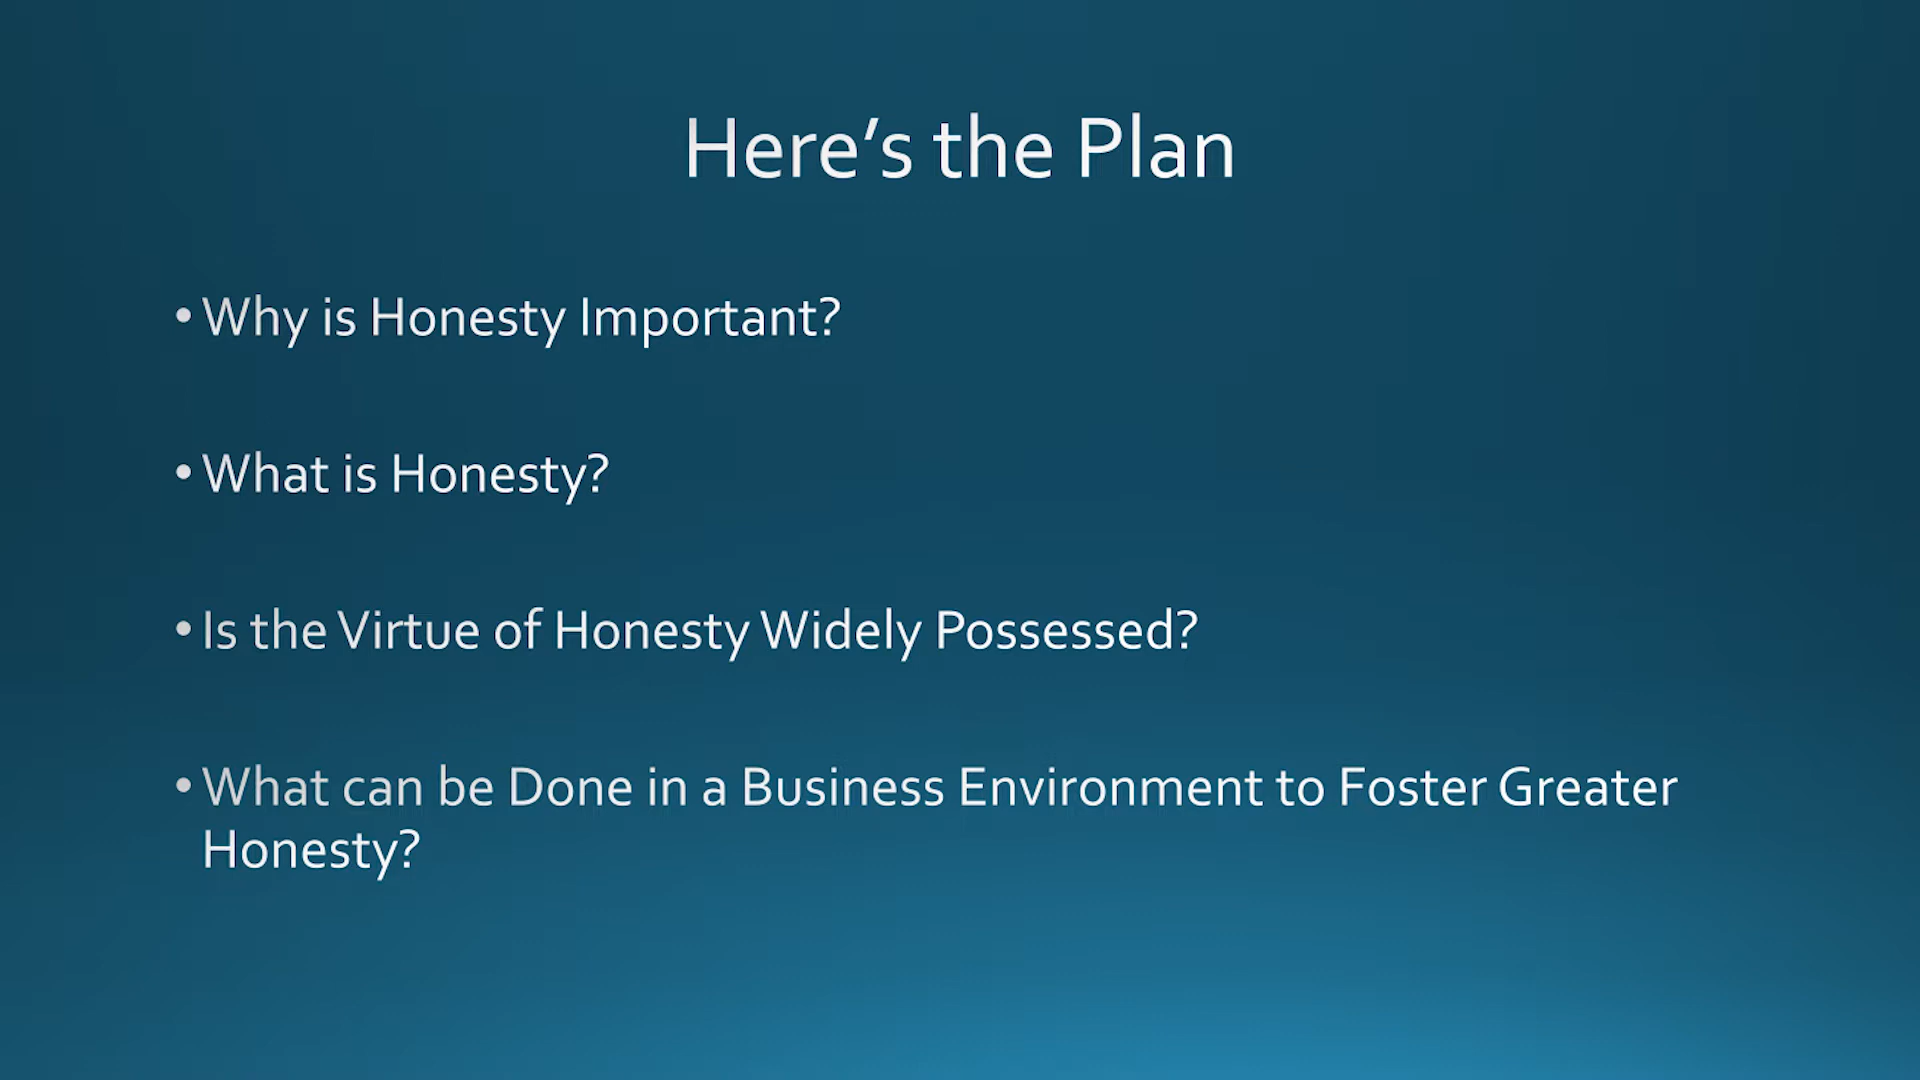 Here’s the Plan
• Why is Honesty Important?
• What is Honesty?
• Is the Virtue of Honesty Widely Possessed?
• What can be Done in a Business Environment to Foster Greater
Honesty?